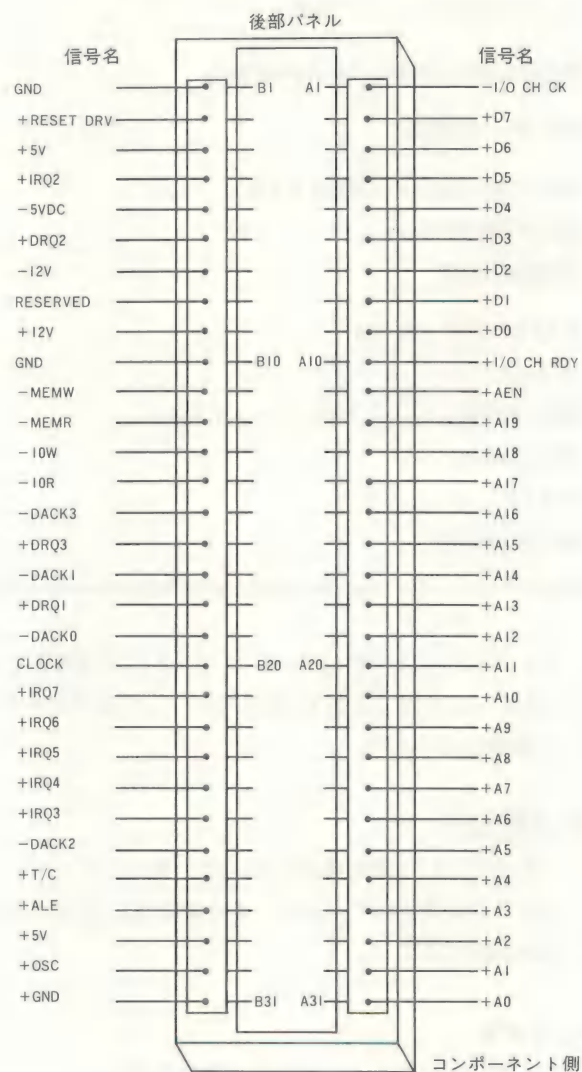 後部パネル
信号名 信号名
GND B1 A1 -I/O CH CK
+RESET DRV +D7
+5V +D6
+IRQ2 +D5
-5VDC +D4
+DRQ2 +D3
-12V +D2
RESERVED +D1
+12V +D0
GND B10 A10 +I/O CH RDY
-MEMW +AEN
-MEMR +A19
-IOW +A18
-IOR +A17
-DACK3 +A16
+DRQ3 +A15
-DACK1 +A14
+DRQ1 +A13
-DACK0 +A12
CLOCK B20 A20 +A11
+IRQ7 +A10
+IRQ6 +A9
+IRQ5 +A8
+IRQ4 +A7
+IRQ3 +A6
-DACK2 +A5
+T/C +A4
+ALE +A3
+5V +A2
+OSC +A1
+GND B31 A31 +A0
コンポーネント側